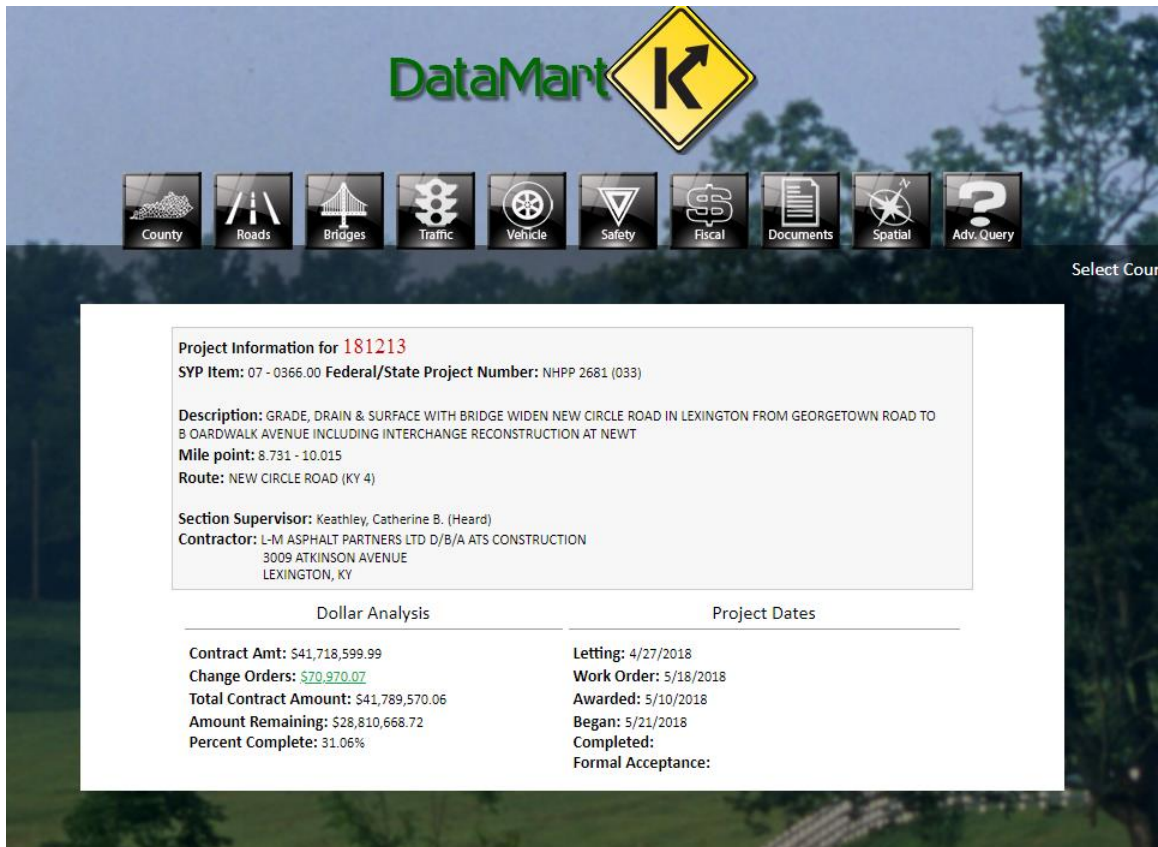 DataMart K
County Roads Bridges Traffic Vehicle Safety Fiscal Documents Spatial Adv. Query
Select Coun
Project Information for 181213
SYP Item: 07 - 0366.00 Federal/State Project Number: NHPP 2681 (033)
Description: GRADE, DRAIN & SURFACE WITH BRIDGE WIDEN NEW CIRCLE ROAD IN LEXINGTON FROM GEORGETOWN ROAD TO
B OARDWALK AVENUE INCLUDING INTERCHANGE RECONSTRUCTION AT NEWT
Mile point: 8.731 - 10.015
Route: NEW CIRCLE ROAD (KY 4)
Section Supervisor: Keathley, Catherine B. (Heard)
Contractor: L-M ASPHALT PARTNERS LTD D/B/A ATS CONSTRUCTION
3009 ATKINSON AVENUE
LEXINGTON, KY
Dollar Analysis
Contract Amt: $41,718,599.99
Change Orders: $70,970.07
Total Contract Amount: $41,789,570.06
Amount Remaining: $28,810,668.72
Percent Complete: 31.06%
Project Dates
Letting: 4/27/2018
Work Order: 5/18/2018
Awarded: 5/10/2018
Began: 5/21/2018
Completed:
Formal Acceptance: